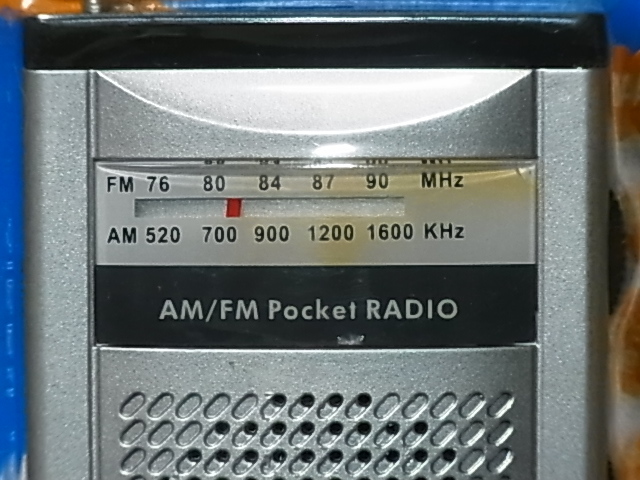 FM 76 80 84 87 90 MHz
AM 520 700 900 1200 1600 KHz
AM/FM Pocket RADIO